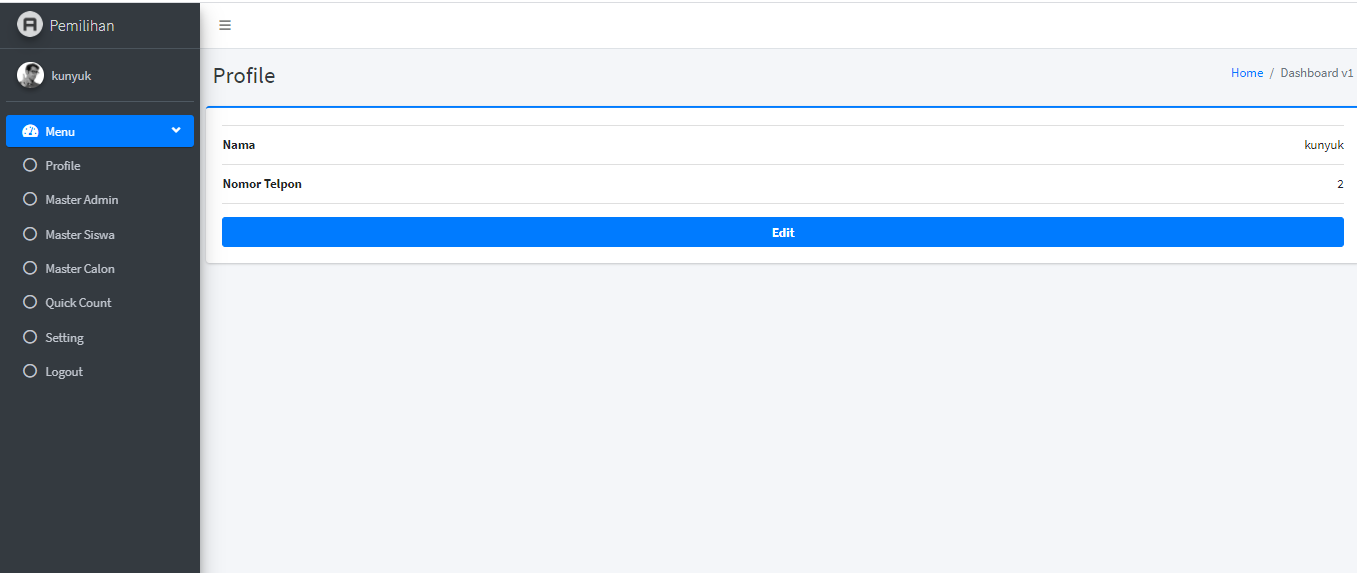 Pemilihan
kunyuk
Menu
Profile
Master Admin
Master Siswa
Master Calon
Quick Count
Setting
Logout
Profile
Home / Dashboard v1
Nama kunyuk
Nomor Telpon 2
Edit